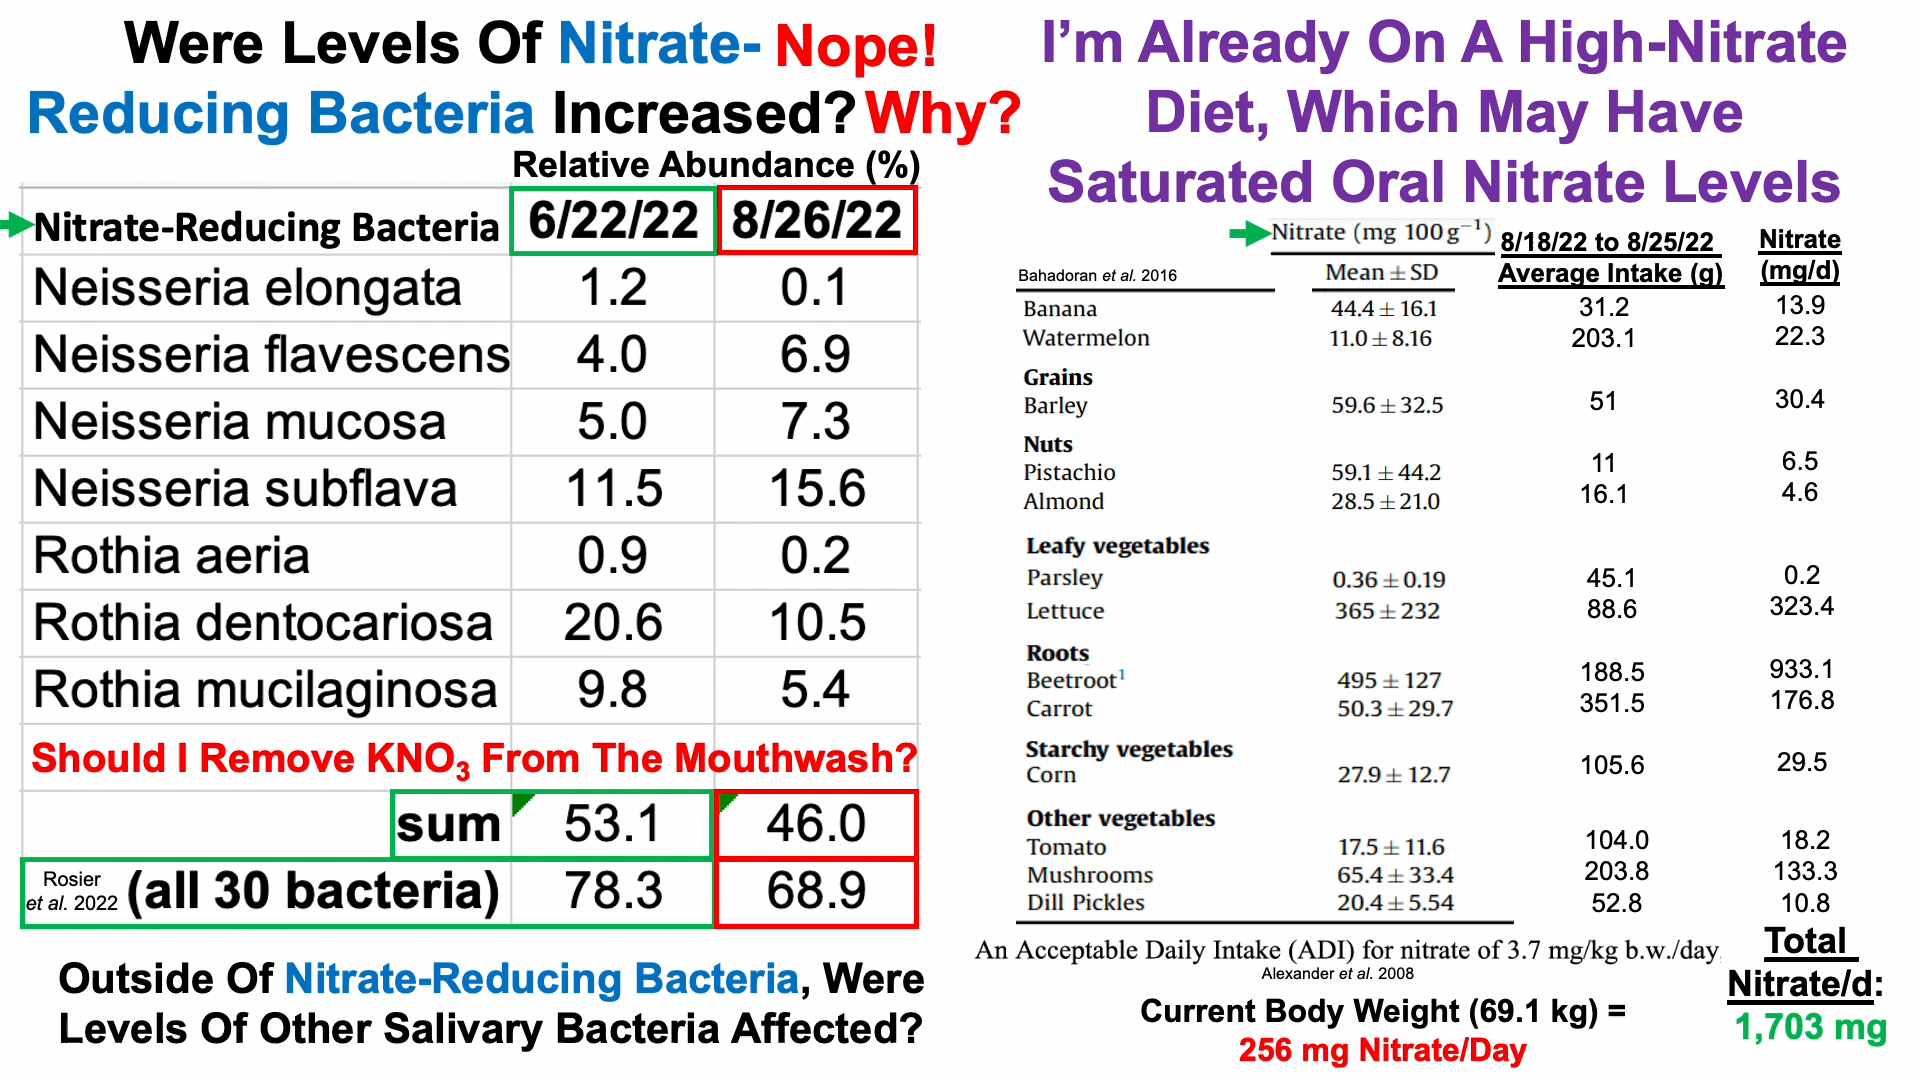 Were Levels Of Nitrate- Nope!
Reducing Bacteria Increased? Why?
Relative Abundance (%)
Nitrate-Reducing Bacteria 6/22/22 8/26/22
Neisseria elongata 1.2 0.1
Neisseria flavescens 4.0 6.9
Neisseria mucosa 5.0 7.3
Neisseria subflava 11.5 15.6
Rothia aeria 0.9 0.2
Rothia dentocariosa 20.6 10.5
Rothia mucilaginosa 9.8 5.4
Should I Remove KNO3 From The Mouthwash?
sum 53.1 46.0
Rosier et al. 2022 (all 30 bacteria) 78.3 68.9
Outside Of Nitrate-Reducing Bacteria, Were
Levels Of Other Salivary Bacteria Affected?
I'm Already On A High-Nitrate
Diet, Which May Have
Saturated Oral Nitrate Levels
Nitrate (mg 100 g⁻¹) 8/18/22 to 8/25/22 Nitrate
Bahadoran et al. 2016 Mean ± SD Average Intake (g) (mg/d)
Banana 44.4 ± 16.1 31.2 13.9
Watermelon 11.0 ± 8.16 203.1 22.3
Grains
Barley 59.6 ± 32.5 51 30.4
Nuts
Pistachio 59.1 ± 44.2 11 6.5
Almond 28.5 ± 21.0 16.1 4.6
Leafy vegetables
Parsley 0.36 ± 0.19 45.1 0.2
Lettuce 365 ± 232 88.6 323.4
Roots
Beetroot¹ 495 ± 127 188.5 933.1
Carrot 50.3 ± 29.7 351.5 176.8
Starchy vegetables
Corn 27.9 ± 12.7 105.6 29.5
Other vegetables
Tomato 17.5 ± 11.6 104.0 18.2
Mushrooms 65.4 ± 33.4 203.8 133.3
Dill Pickles 20.4 ± 5.54 52.8 10.8
An Acceptable Daily Intake (ADI) for nitrate of 3.7 mg/kg b.w./day,
Alexander et al. 2008
Current Body Weight (69.1 kg) =
256 mg Nitrate/Day
Total
Nitrate/d:
1,703 mg